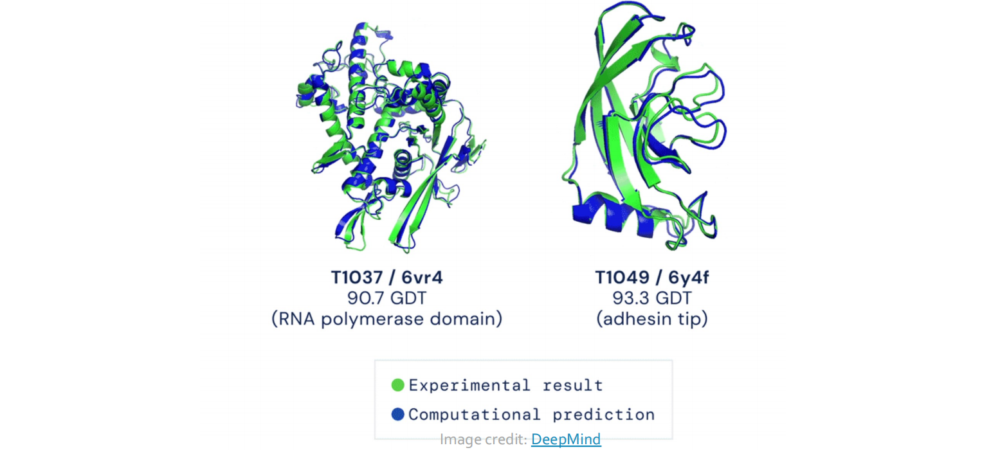 T1037 / 6vr4
90.7 GDT
(RNA polymerase domain)
T1049 / 6y4f
93.3 GDT
(adhesin tip)
Experimental result
Computational prediction
Image credit: DeepMind